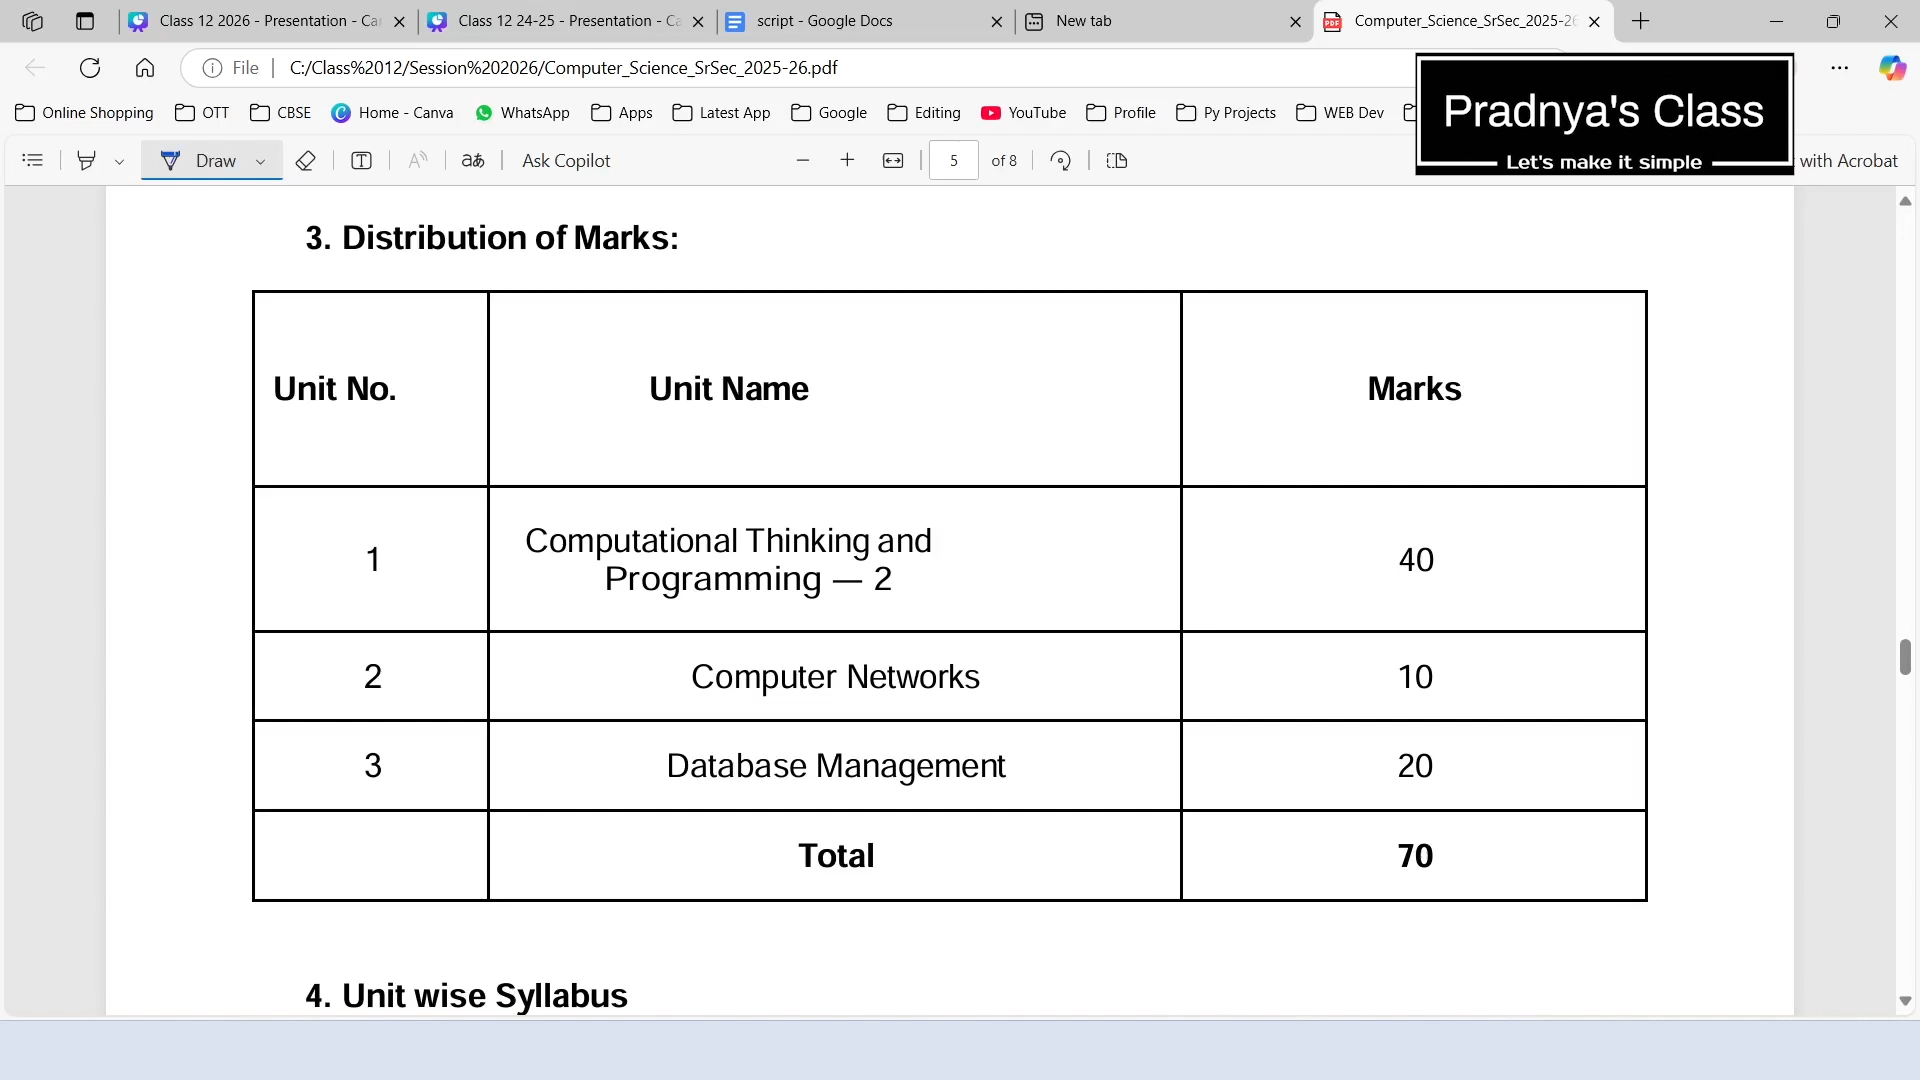 Class 12 2026 - Presentation - Ca
Class 12 24-25 - Presentation - Ca
script - Google Docs
New tab
Computer_Science_SrSec_2025-26
File
C:/Class%2012/Session%202026/Computer_Science_SrSec_2025-26.pdf
Online Shopping
OTT
CBSE
Home - Canva
WhatsApp
Apps
Latest App
Google
Editing
YouTube
Profile
Py Projects
WEB Dev
Pradnya's Class
Let's make it simple
Draw
Ask Copilot
5
of 8
with Acrobat
3. Distribution of Marks:
Unit No.
Unit Name
Marks
1
Computational Thinking and
Programming — 2
40
2
Computer Networks
10
3
Database Management
20
Total
70
4. Unit wise Syllabus